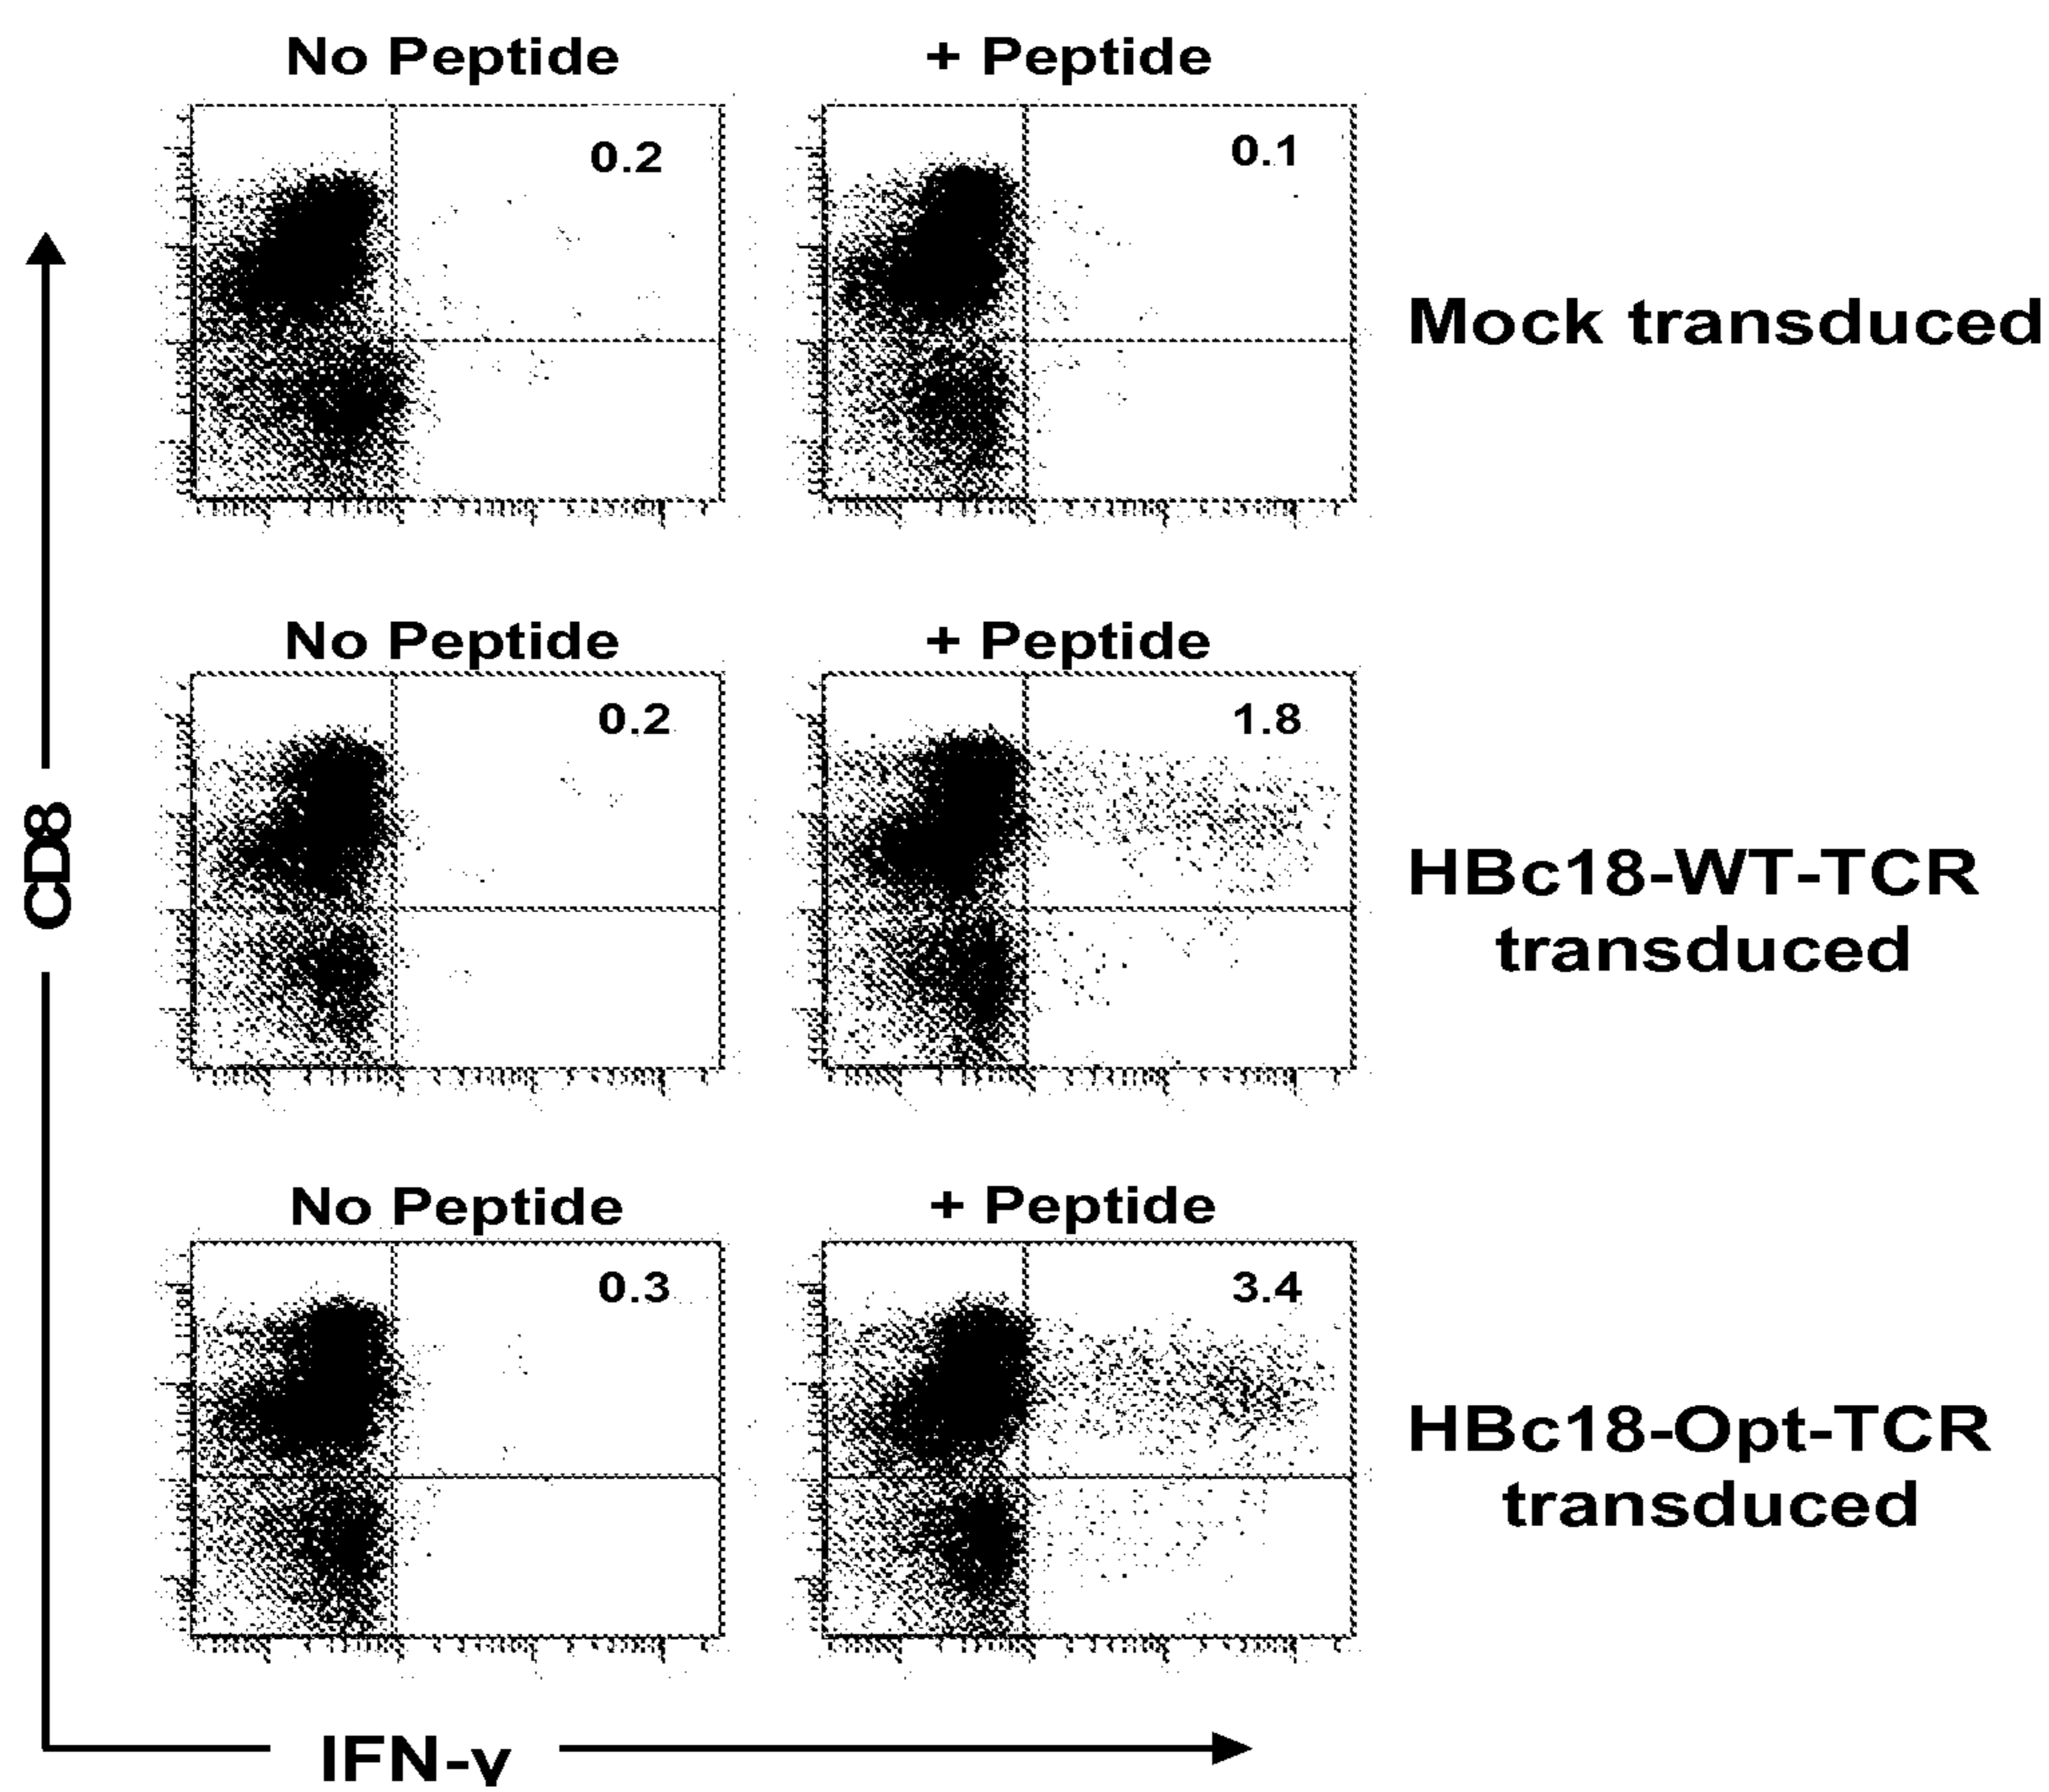 No Peptide
+ Peptide
0.2
0.1
Mock transduced
No Peptide
+ Peptide
0.2
1.8
HBc18-WT-TCR
transduced
CD8
No Peptide
+ Peptide
0.3
3.4
HBc18-Opt-TCR
transduced
IFN-γ